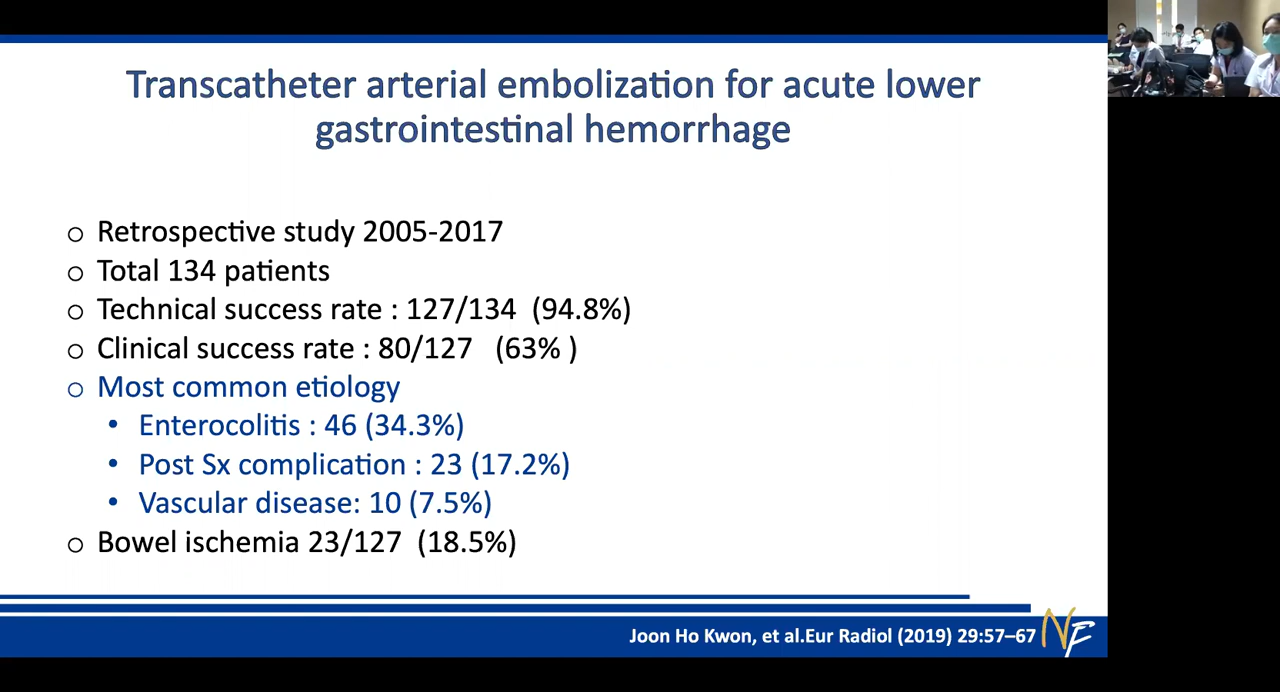 Transcatheter arterial embolization for acute lower
gastrointestinal hemorrhage
○ Retrospective study 2005-2017
○ Total 134 patients
○ Technical success rate : 127/134 (94.8%)
○ Clinical success rate : 80/127 (63% )
○ Most common etiology
• Enterocolitis : 46 (34.3%)
• Post Sx complication : 23 (17.2%)
• Vascular disease: 10 (7.5%)
○ Bowel ischemia 23/127 (18.5%)
Joon Ho Kwon, et al.Eur Radiol (2019) 29:57–67
NF